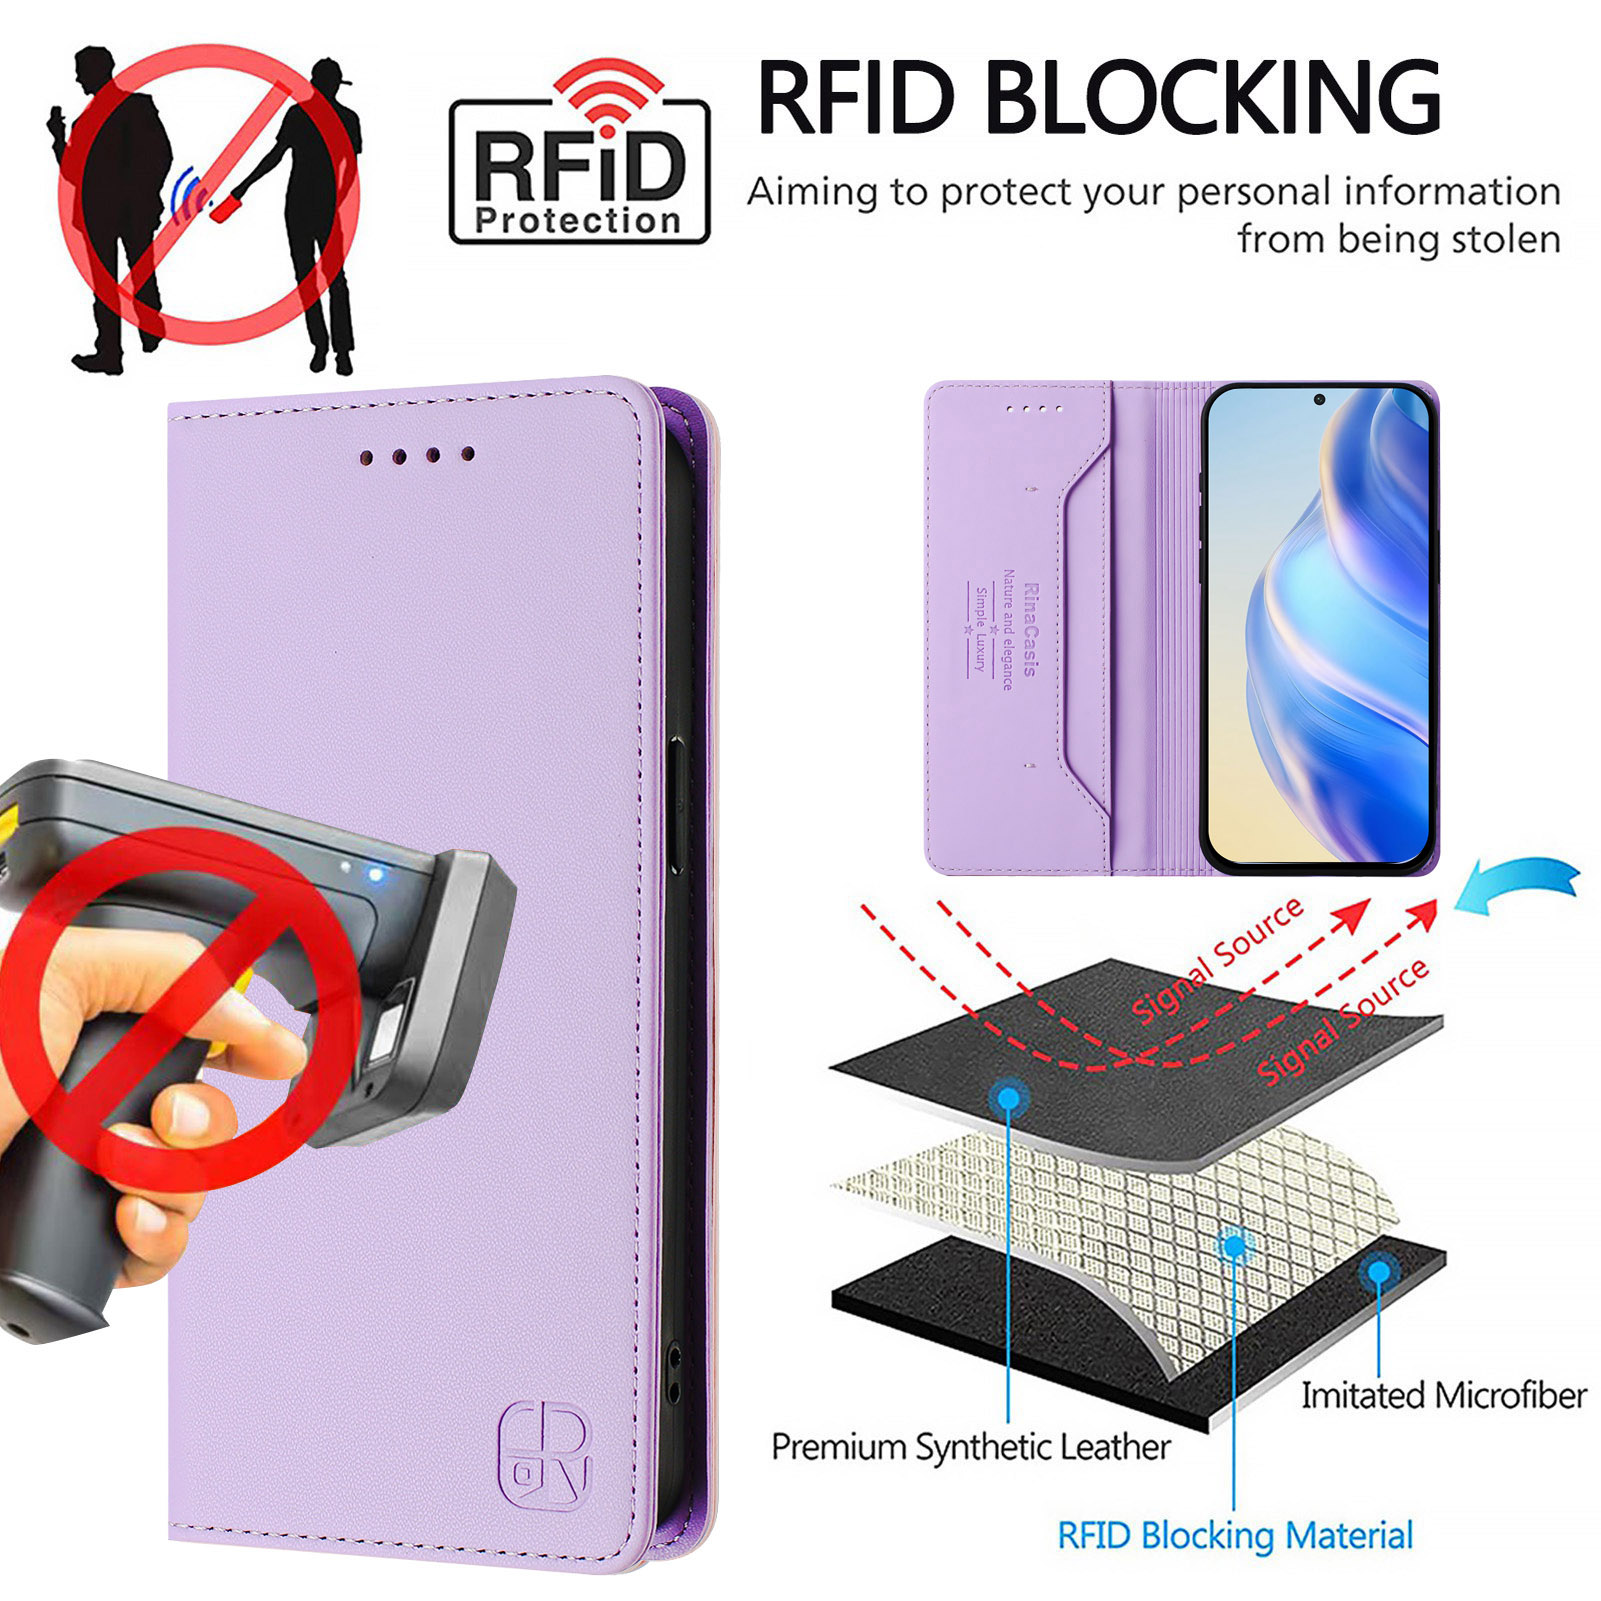 RFID BLOCKING
Aiming to protect your personal information
from being stolen
RFiD
Protection
RinaCasis
Nature and elegance
Simple Luxury
Signal Source
Signal Source
Imitated Microfiber
Premium Synthetic Leather
RFID Blocking Material